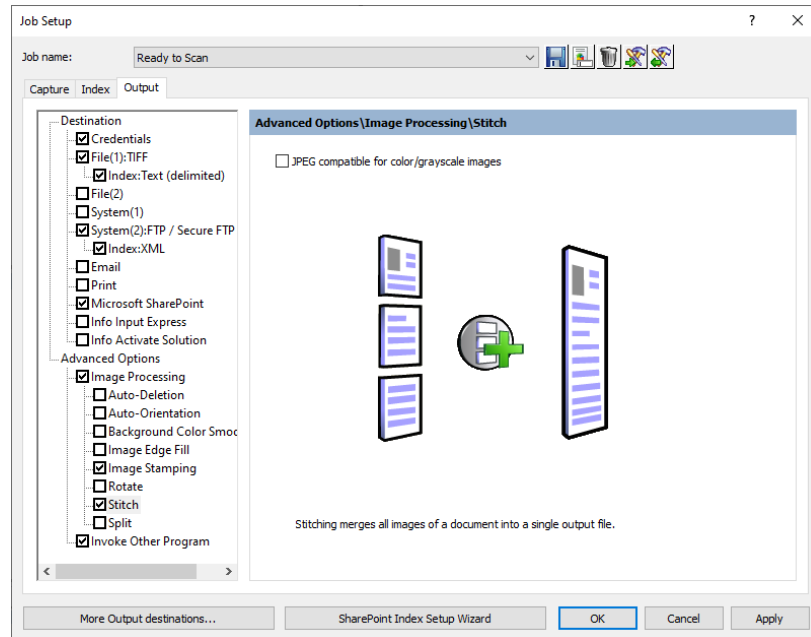 Job Setup
?
Job name:
Ready to Scan
Capture
Index
Output
Destination
Credentials
File(1):TIFF
Index:Text (delimited)
File(2)
System(1)
System(2):FTP / Secure FTP
Index:XML
Email
Print
Microsoft SharePoint
Info Input Express
Info Activate Solution
Advanced Options
Image Processing
Auto-Deletion
Auto-Orientation
Background Color Smoo
Image Edge Fill
Image Stamping
Rotate
Stitch
Split
Invoke Other Program
Advanced Options\Image Processing\Stitch
JPEG compatible for color/grayscale images
Stitching merges all images of a document into a single output file.
More Output destinations...
SharePoint Index Setup Wizard
OK
Cancel
Apply